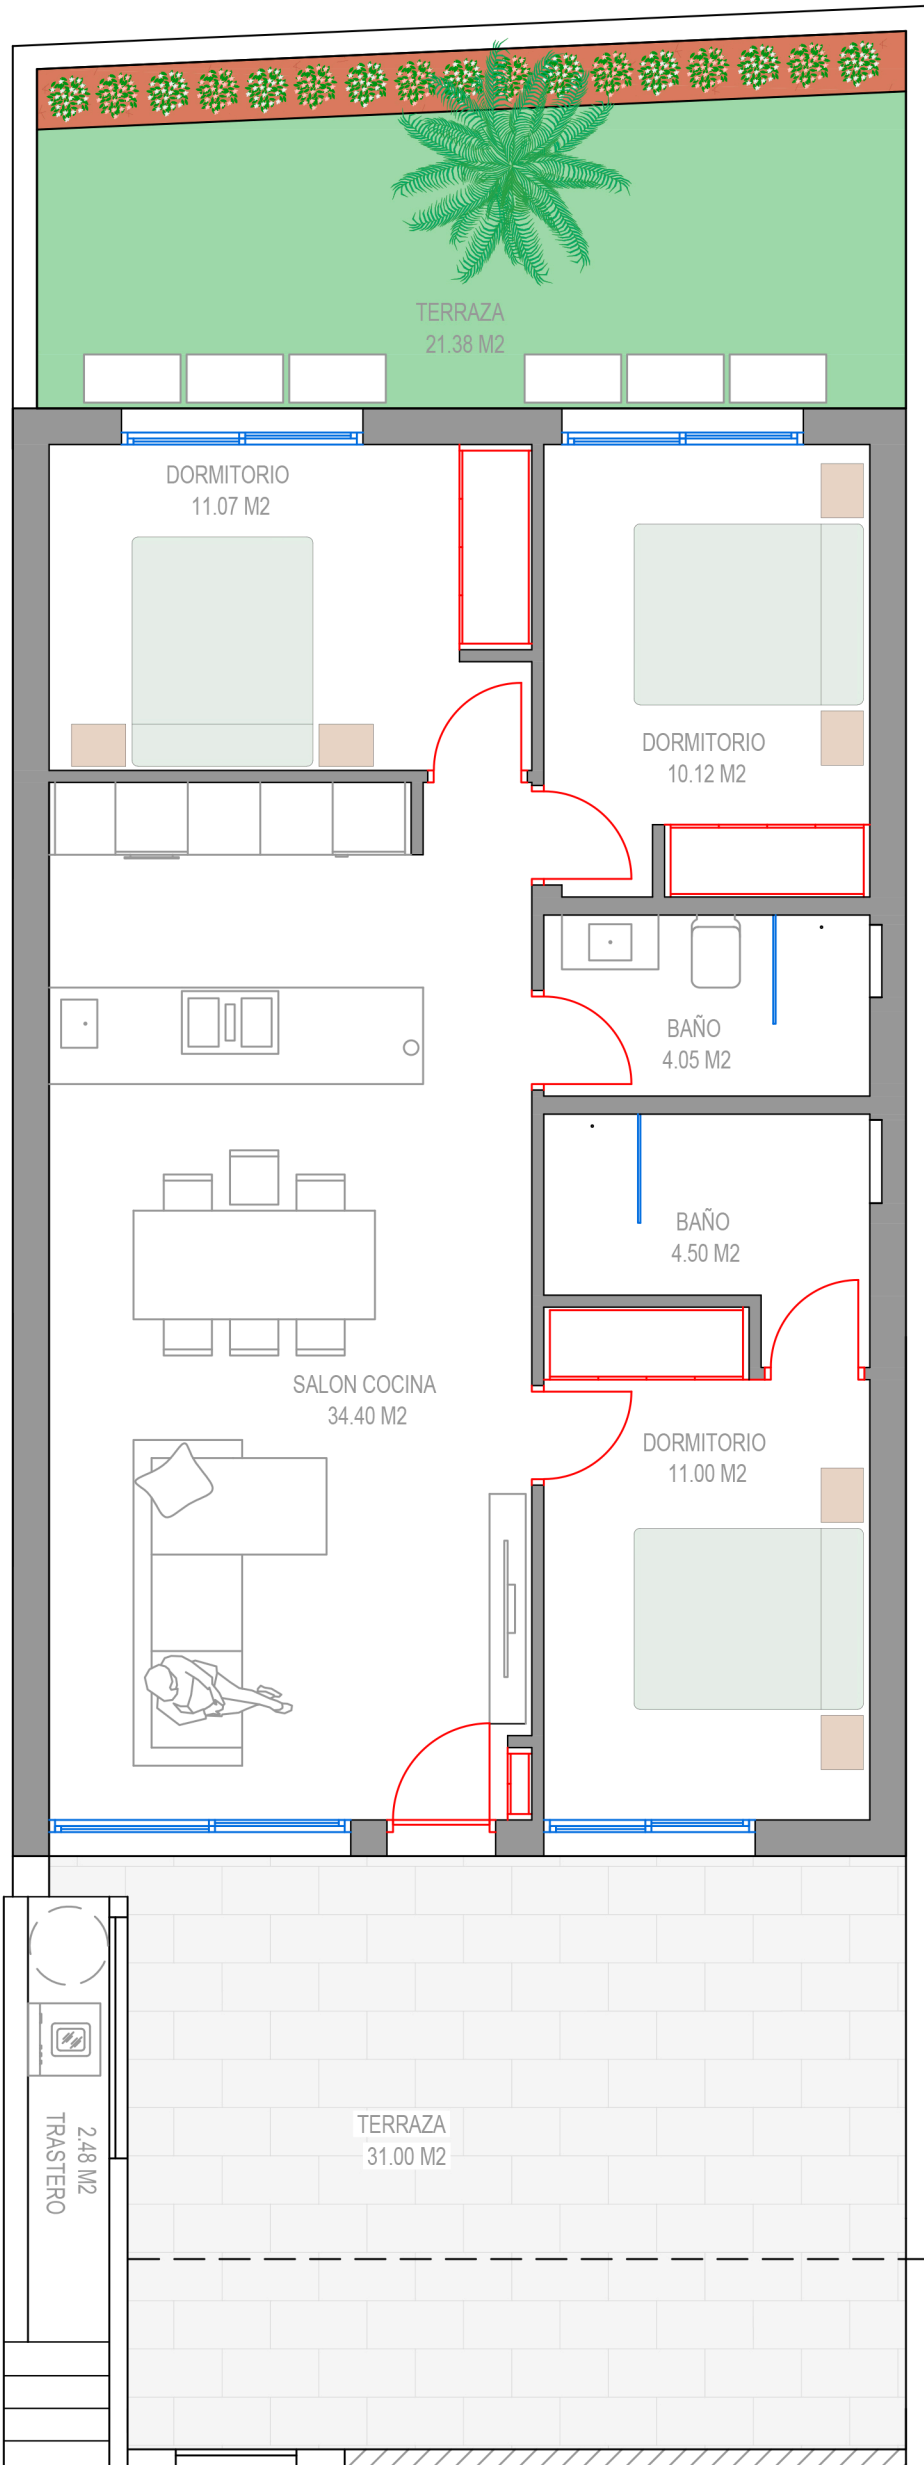 TERRAZA
21.38 M2
DORMITORIO
11.07 M2
DORMITORIO
10.12 M2
BAÑO
4.05 M2
BAÑO
4.50 M2
SALON COCINA
34.40 M2
DORMITORIO
11.00 M2
TERRAZA
31.00 M2
TRASTERO
2.48 M2